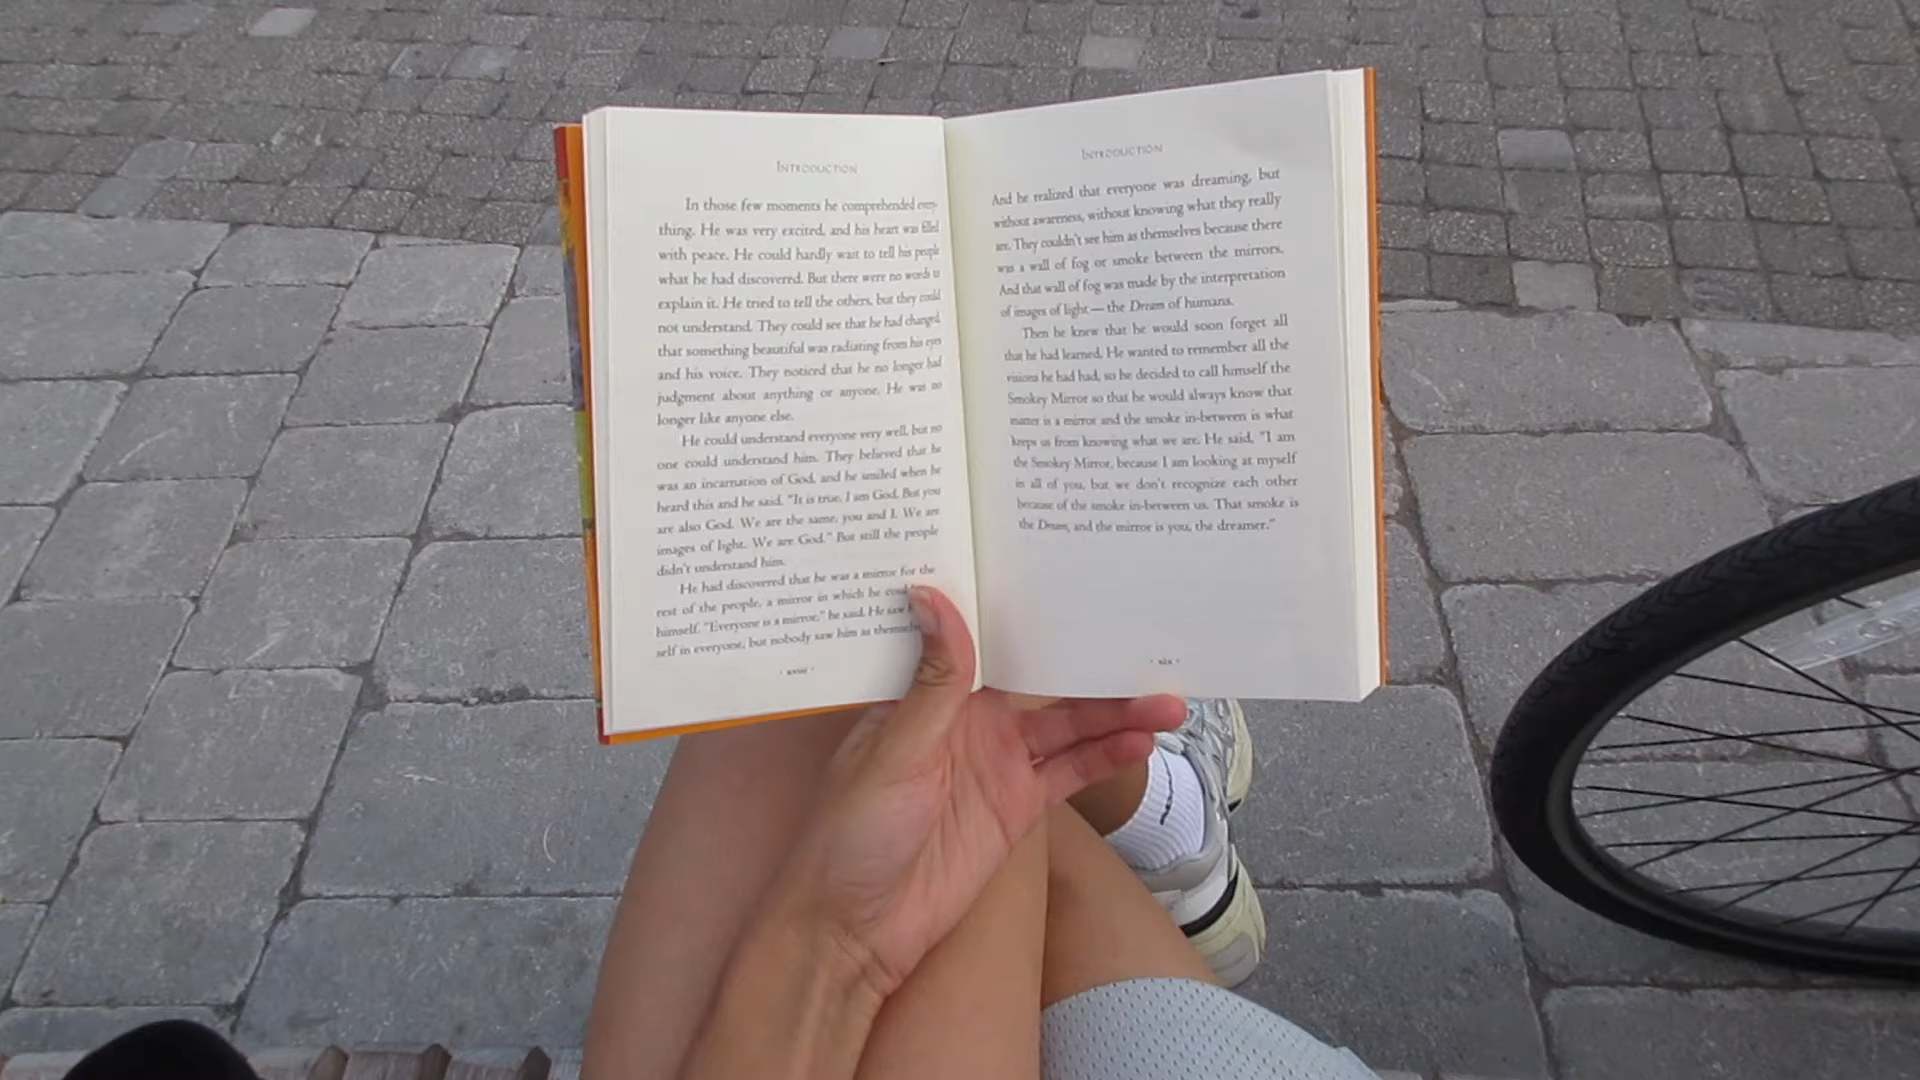 INTRODUCTION
In those few moments he comprehended every-
thing. He was very excited, and his heart was filled
with peace. He could hardly wait to tell his people
what he had discovered. But there were no words to
explain it. He tried to tell the others, but they could
not understand. They could see that he had changed,
that something beautiful was radiating from his eyes
and his voice. They noticed that he no longer had
judgment about anything or anyone. He was no
longer like anyone else.
He could understand everyone very well, but no
one could understand him. They believed that he
was an incarnation of God, and he smiled when he
heard this and he said, "It is true. I am God. But you
are also God. We are the same, you and I. We are
images of light. We are God." But still the people
didn't understand him.
He had discovered that he was a mirror for the
rest of the people, a mirror in which he could
himself. "Everyone is a mirror," he said. He saw
self in everyone, but nobody saw him as themselves.
• xviii •
INTRODUCTION
And he realized that everyone was dreaming, but
without awareness, without knowing what they really
are. They couldn't see him as themselves because there
was a wall of fog or smoke between the mirrors.
And that wall of fog was made by the interpretation
of images of light — the Dream of humans.
Then he knew that he would soon forget all
that he had learned. He wanted to remember all the
visions he had had, so he decided to call himself the
Smokey Mirror so that he would always know that
matter is a mirror and the smoke in-between is what
keeps us from knowing what we are. He said, "I am
the Smokey Mirror, because I am looking at myself
in all of you, but we don't recognize each other
because of the smoke in-between us. That smoke is
the Dream, and the mirror is you, the dreamer."
• xix •